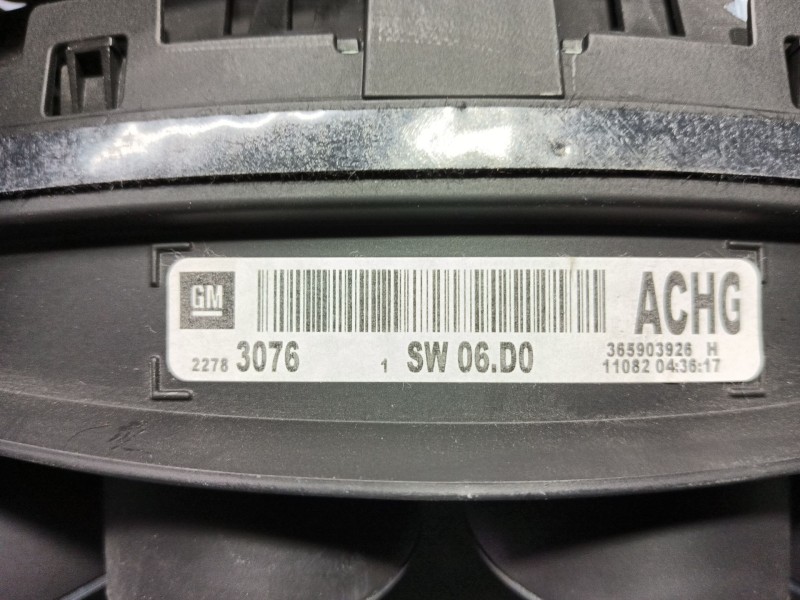 GM
ACHG
2278 3076 1 SW 06.D0
365903926 H
11082 04:36:17